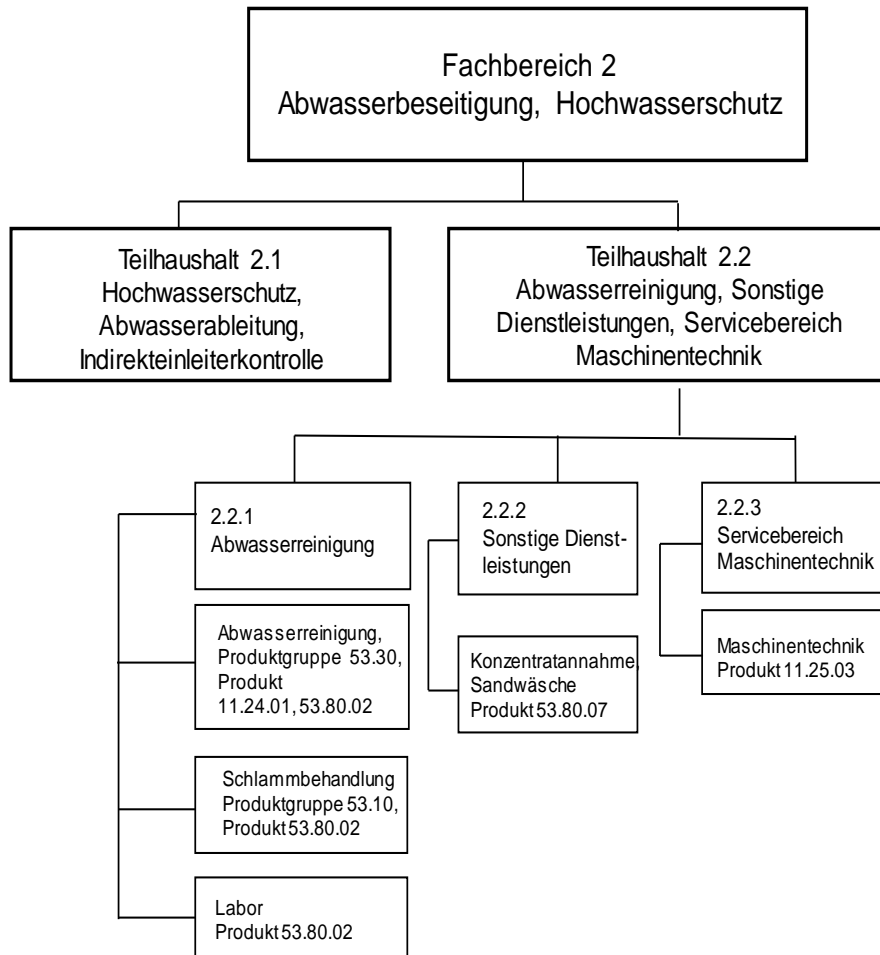 Fachbereich 2
Abwasserbeseitigung, Hochwasserschutz
Teilhaushalt 2.1
Hochwasserschutz,
Abwasserableitung,
Indirekteinleiterkontrolle
Teilhaushalt 2.2
Abwasserreinigung, Sonstige
Dienstleistungen, Servicebereich
Maschinentechnik
2.2.1
Abwasserreinigung
2.2.2
Sonstige Dienst-
leistungen
2.2.3
Servicebereich
Maschinentechnik
Abwasserreinigung,
Produktgruppe 53.30,
Produkt
11.24.01, 53.80.02
Konzentratannahme,
Sandwäsche
Produkt 53.80.07
Maschinentechnik
Produkt 11.25.03
Schlammbehandlung
Produktgruppe 53.10,
Produkt 53.80.02
Labor
Produkt 53.80.02